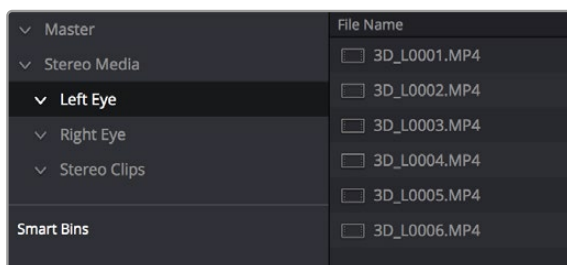 Master
Stereo Media
Left Eye
Right Eye
Stereo Clips
Smart Bins
File Name
3D_L0001.MP4
3D_L0002.MP4
3D_L0003.MP4
3D_L0004.MP4
3D_L0005.MP4
3D_L0006.MP4